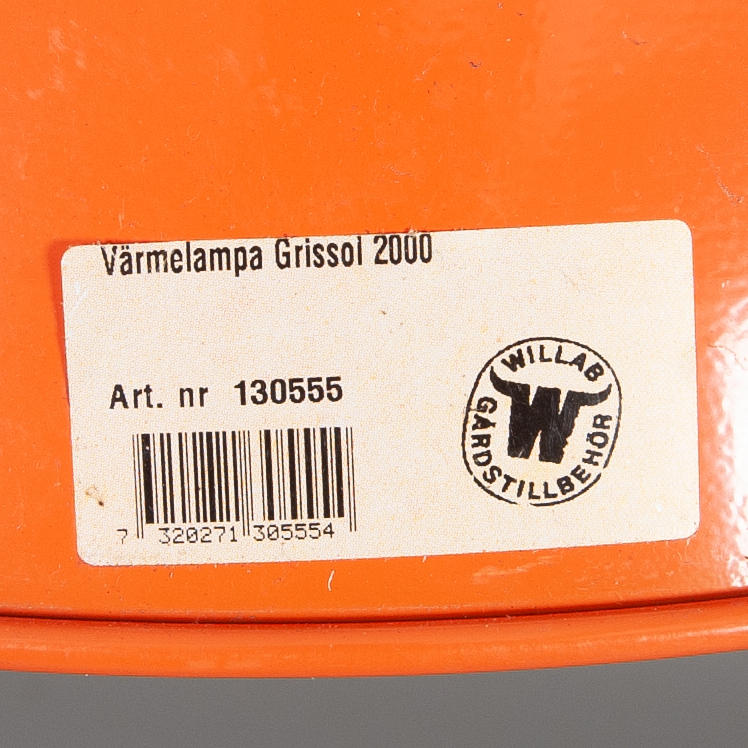 Värmelampa Grissol 2000
Art. nr 130555
7 320271 305554
WILLAB
W
GÅRDSTILLBEHÖR